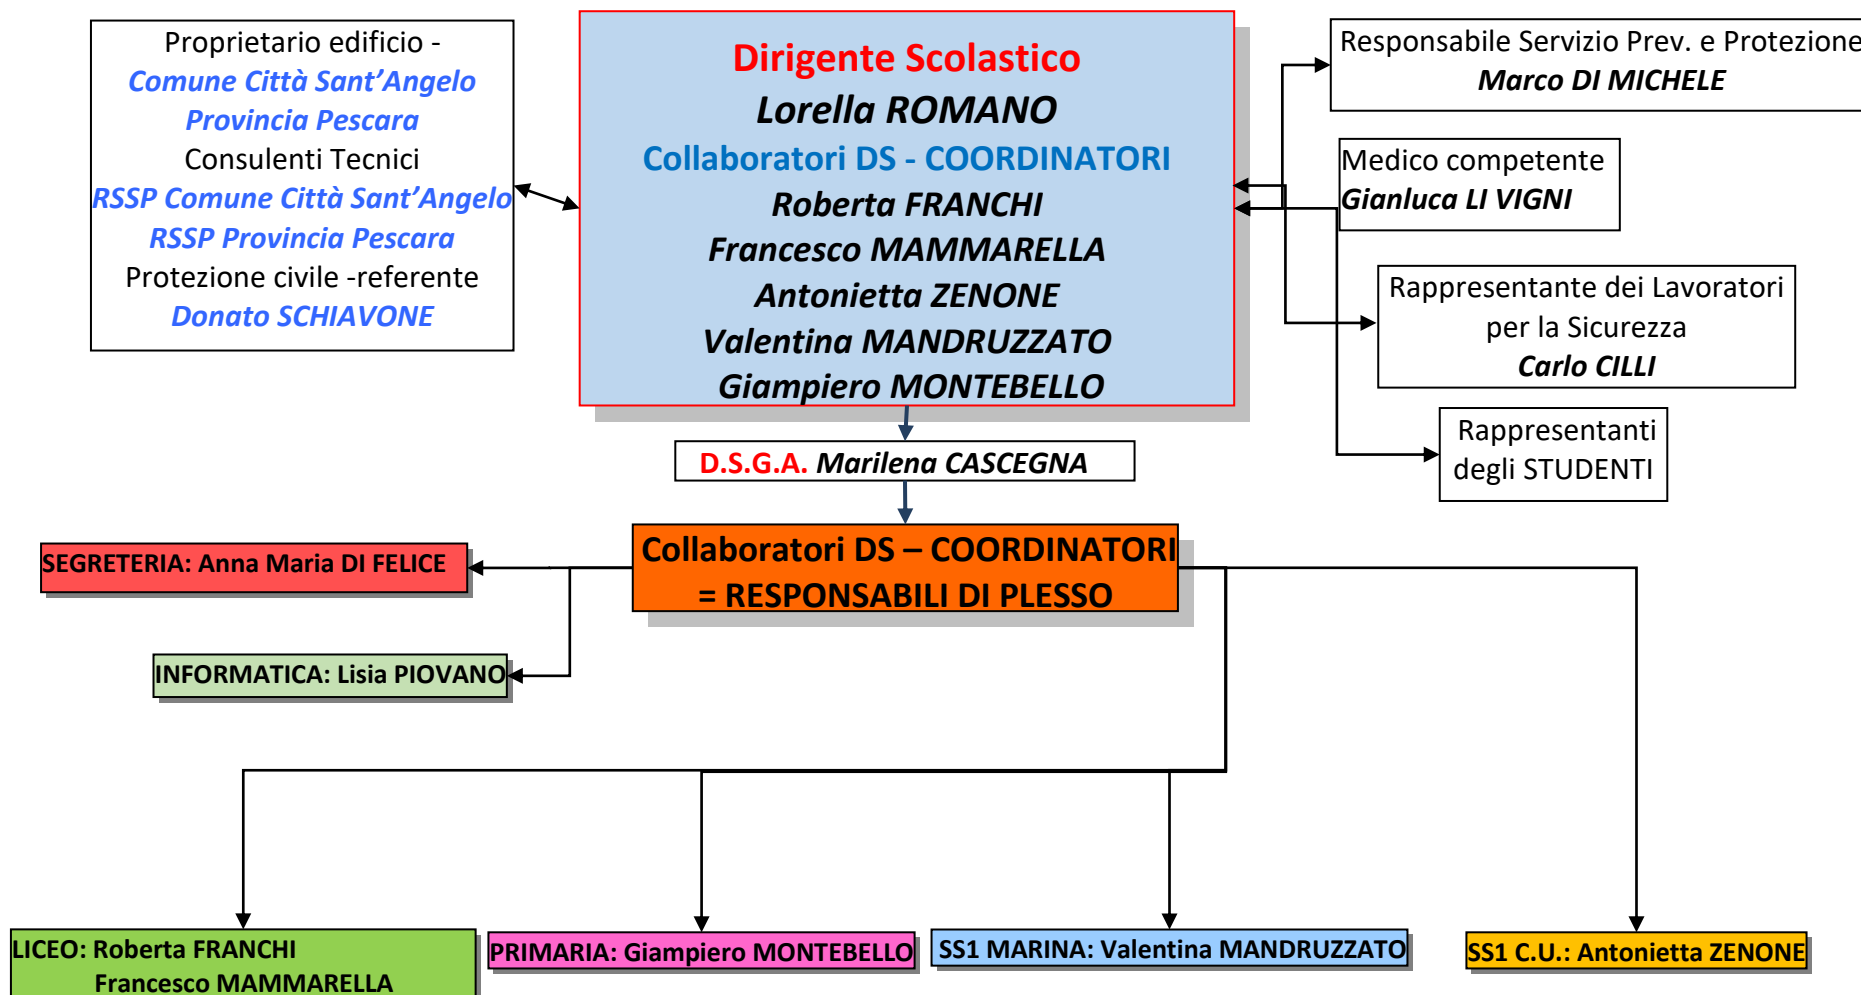 Proprietario edificio -
Comune Città Sant’Angelo
Provincia Pescara
Consulenti Tecnici
RSSP Comune Città Sant’Angelo
RSSP Provincia Pescara
Protezione civile -referente
Donato SCHIAVONE
Dirigente Scolastico
Lorella ROMANO
Collaboratori DS - COORDINATORI
Roberta FRANCHI
Francesco MAMMARELLA
Antonietta ZENONE
Valentina MANDRUZZATO
Giampiero MONTEBELLO
Responsabile Servizio Prev. e Protezione
Marco DI MICHELE
Medico competente
Gianluca LI VIGNI
Rappresentante dei Lavoratori
per la Sicurezza
Carlo CILLI
Rappresentanti
degli STUDENTI
D.S.G.A. Marilena CASCEGNA
Collaboratori DS – COORDINATORI
= RESPONSABILI DI PLESSO
SEGRETERIA: Anna Maria DI FELICE
INFORMATICA: Lisia PIOVANO
LICEO: Roberta FRANCHI
Francesco MAMMARELLA
PRIMARIA: Giampiero MONTEBELLO
SS1 MARINA: Valentina MANDRUZZATO
SS1 C.U.: Antonietta ZENONE